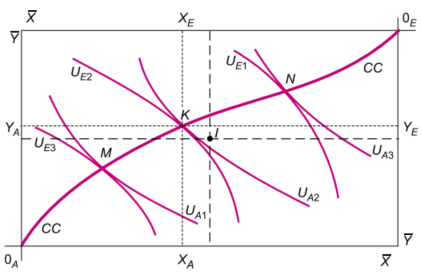 X̅ X_E 0_E
Y̅
U_E2 U_E1 CC
K N
Y_A Y_E
I
U_E3
M U_A3
U_A1 U_A2
CC
Y̅
0_A X_A X̅